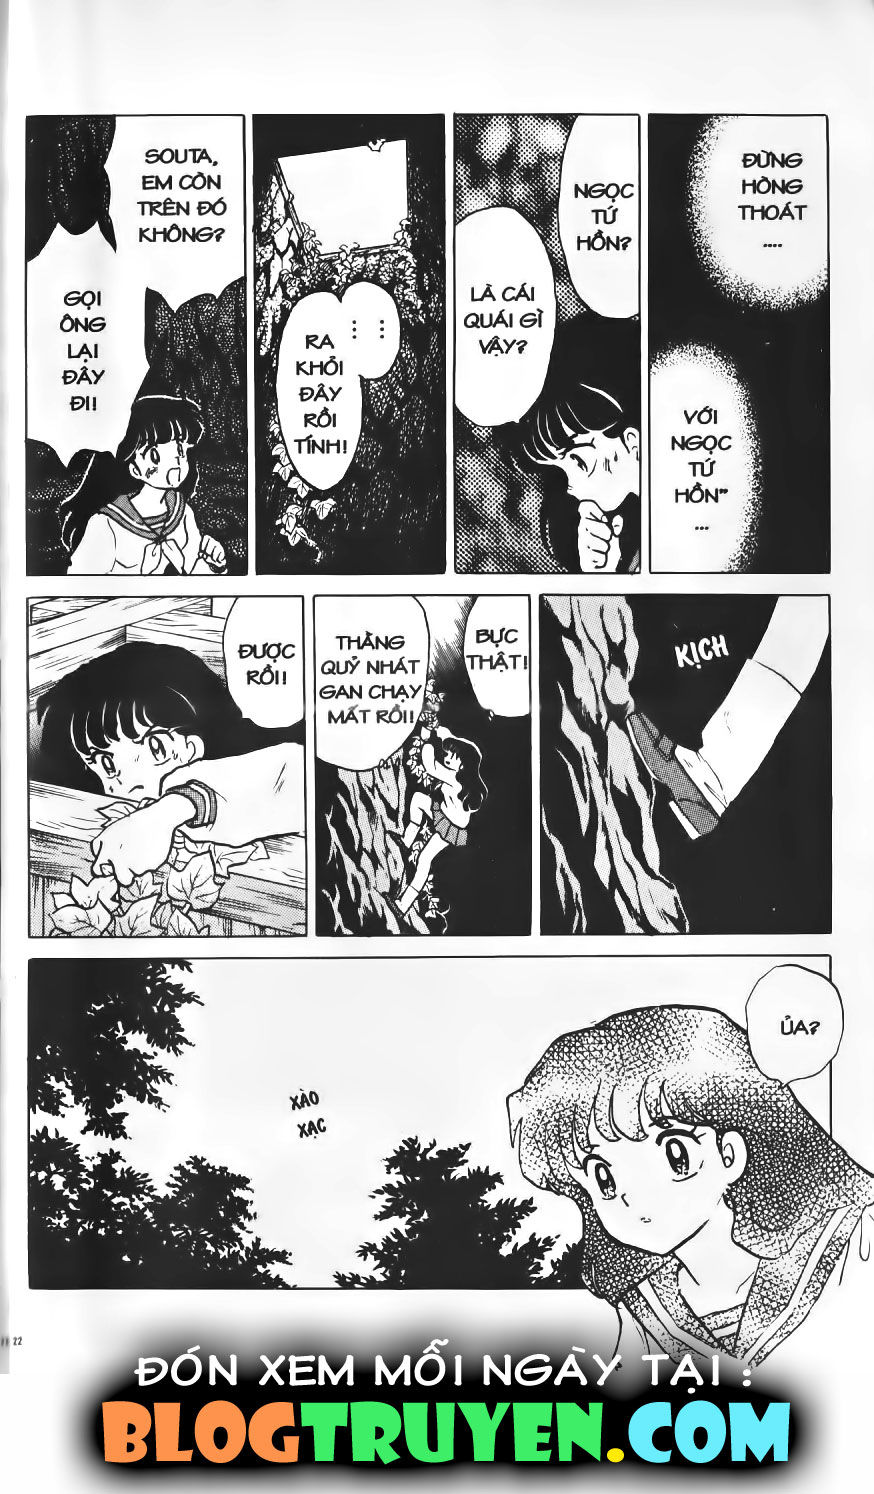 ĐỪNG
HÒNG
THOÁT
....
VỚI
NGỌC
TỨ
HỒN"
...
NGỌC
TỨ
HỒN?
LÀ CÁI
QUÁI GÌ
VẬY?
......
RA
KHỎI
ĐÂY
RỒI
TÍNH!
SOUTA,
EM CÒN
TRÊN ĐÓ
KHÔNG?
GỌI
ÔNG
LẠI
ĐÂY
ĐI!
KỊCH
BỰC
THẬT!
THẰNG
QUỶ NHÁT
GAN CHẠY
MẤT RỒI!
ĐƯỢC
RỒI!
ỦA?
XÀO
XẠC
22
ĐÓN XEM MỖI NGÀY TẠI :
BLOGTRUYEN.COM